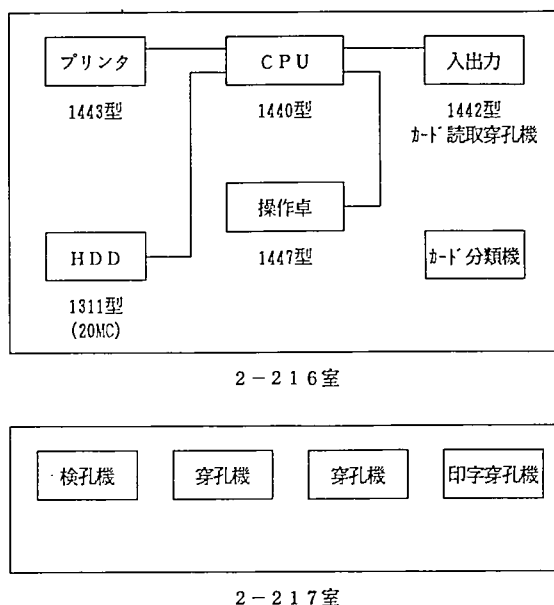 プリンタ
1443型
CPU
1440型
入出力
1442型
カード読取穿孔機
操作卓
1447型
HDD
1311型
(20MC)
カード分類機
2-216室
検孔機
穿孔機
穿孔機
印字穿孔機
2-217室